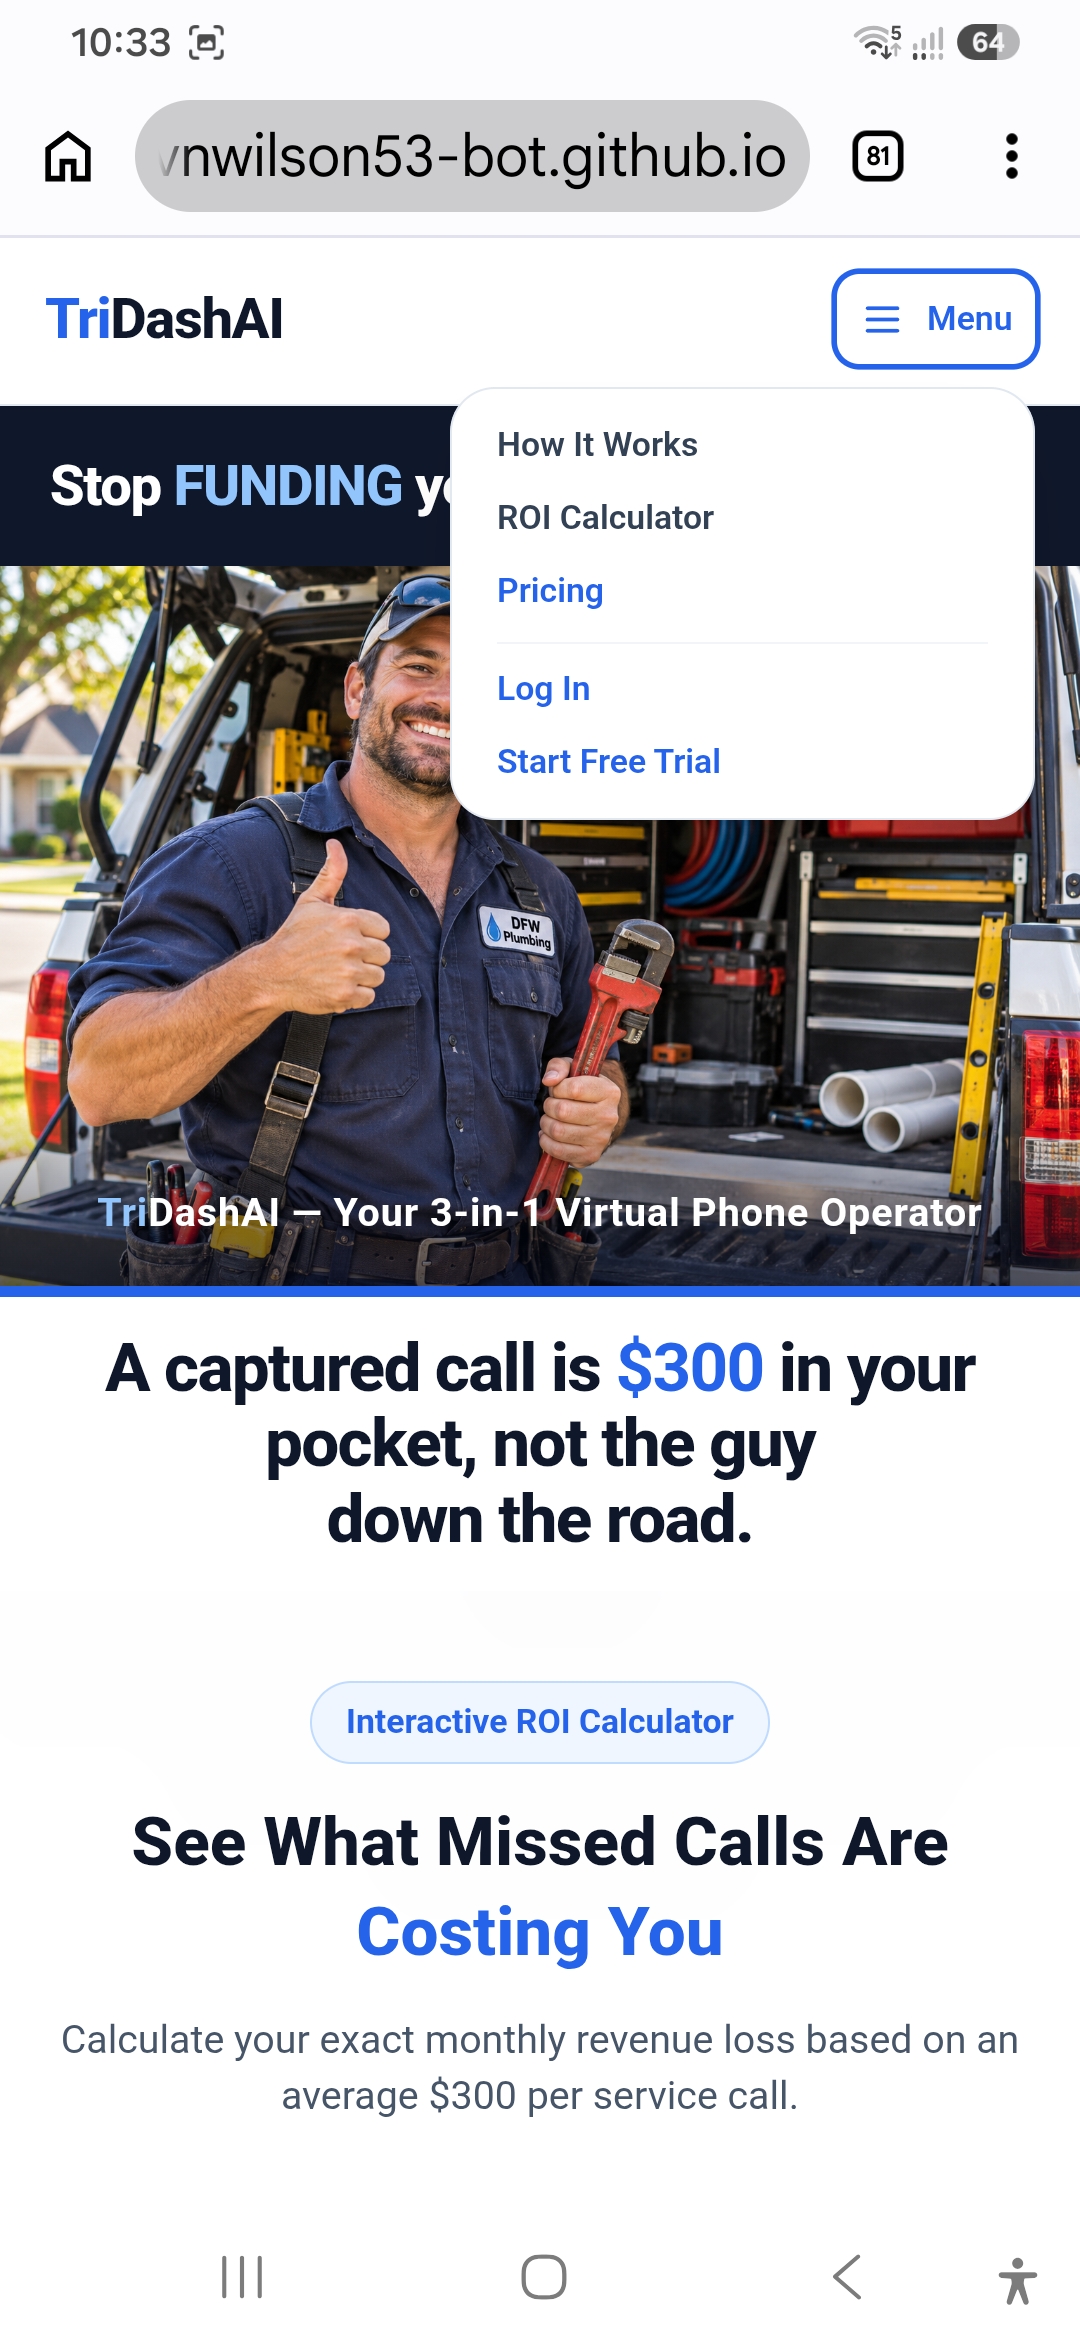 10:33
5
64
vnwilson53-bot.github.io
81
TriDashAI
Menu
How It Works
ROI Calculator
Pricing
Log In
Start Free Trial
Stop FUNDING
DFW
Plumbing
TriDashAI — Your 3-in-1 Virtual Phone Operator
A captured call is $300 in your
pocket, not the guy
down the road.
Interactive ROI Calculator
See What Missed Calls Are
Costing You
Calculate your exact monthly revenue loss based on an
average $300 per service call.